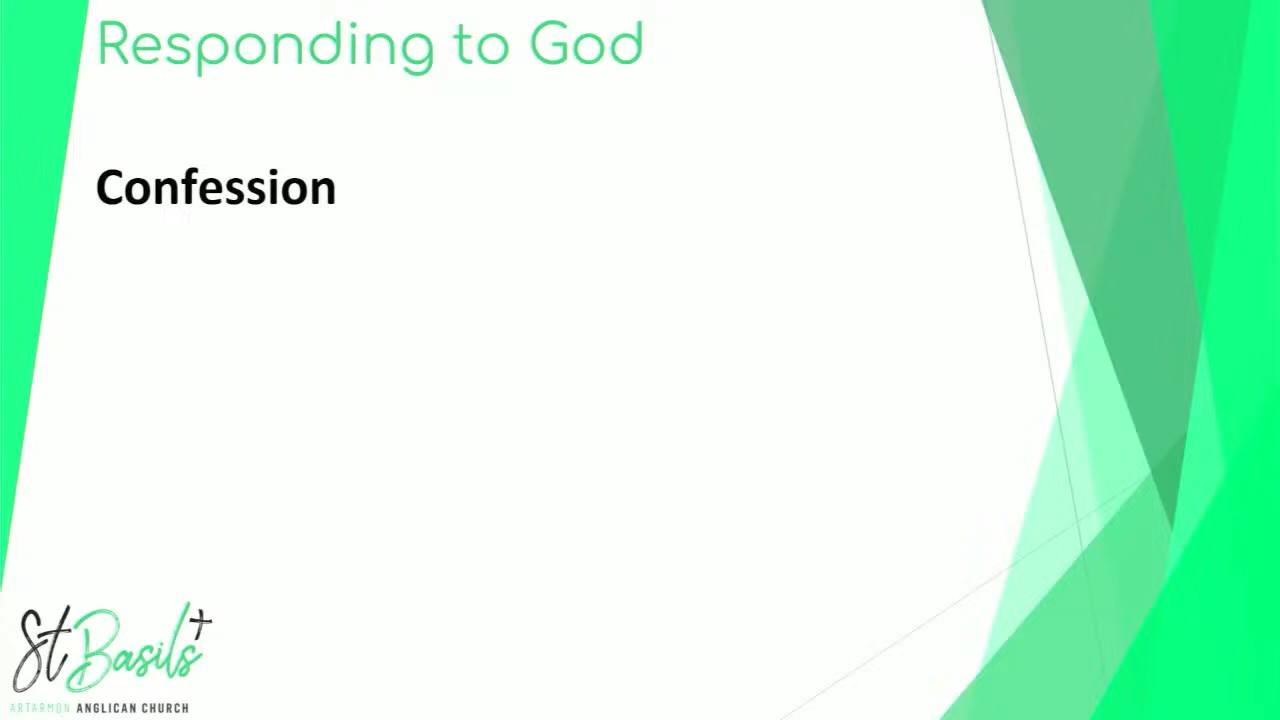 Responding to God
Confession
St Basils
ARTARMON ANGLICAN CHURCH